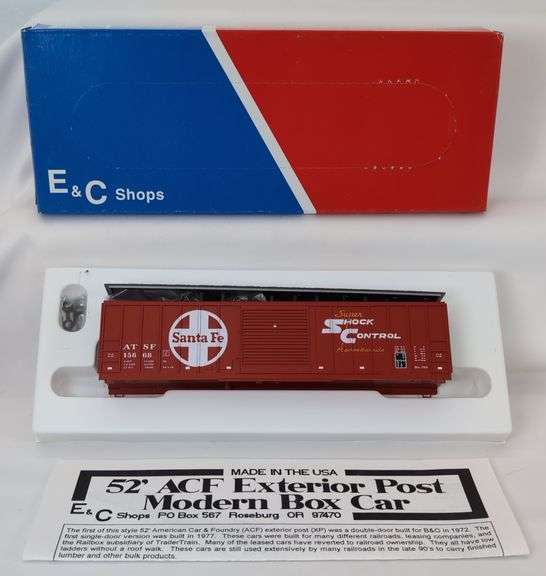 E & C Shops
Santa Fe
ATSF
15668
Super
SHOCK
CONTROL
MADE IN THE USA
52' ACF Exterior Post
Modern Box Car
E & C Shops PO Box 567 Roseburg OR 97470
The first of this style 52' American Car & Foundry (ACF) exterior post (XP) was a double-door built for B&O in 1972. The
first single-door version was built in 1977. These cars were built for many different railroads, leasing companies, and
the Railbox subsidiary of TrailerTrain. Many of the leased cars have reverted to railroad ownership. They all have low
ladders without a roof walk. These cars are still used extensively by many railroads in the late 90's to carry finished
lumber and other bulk products.